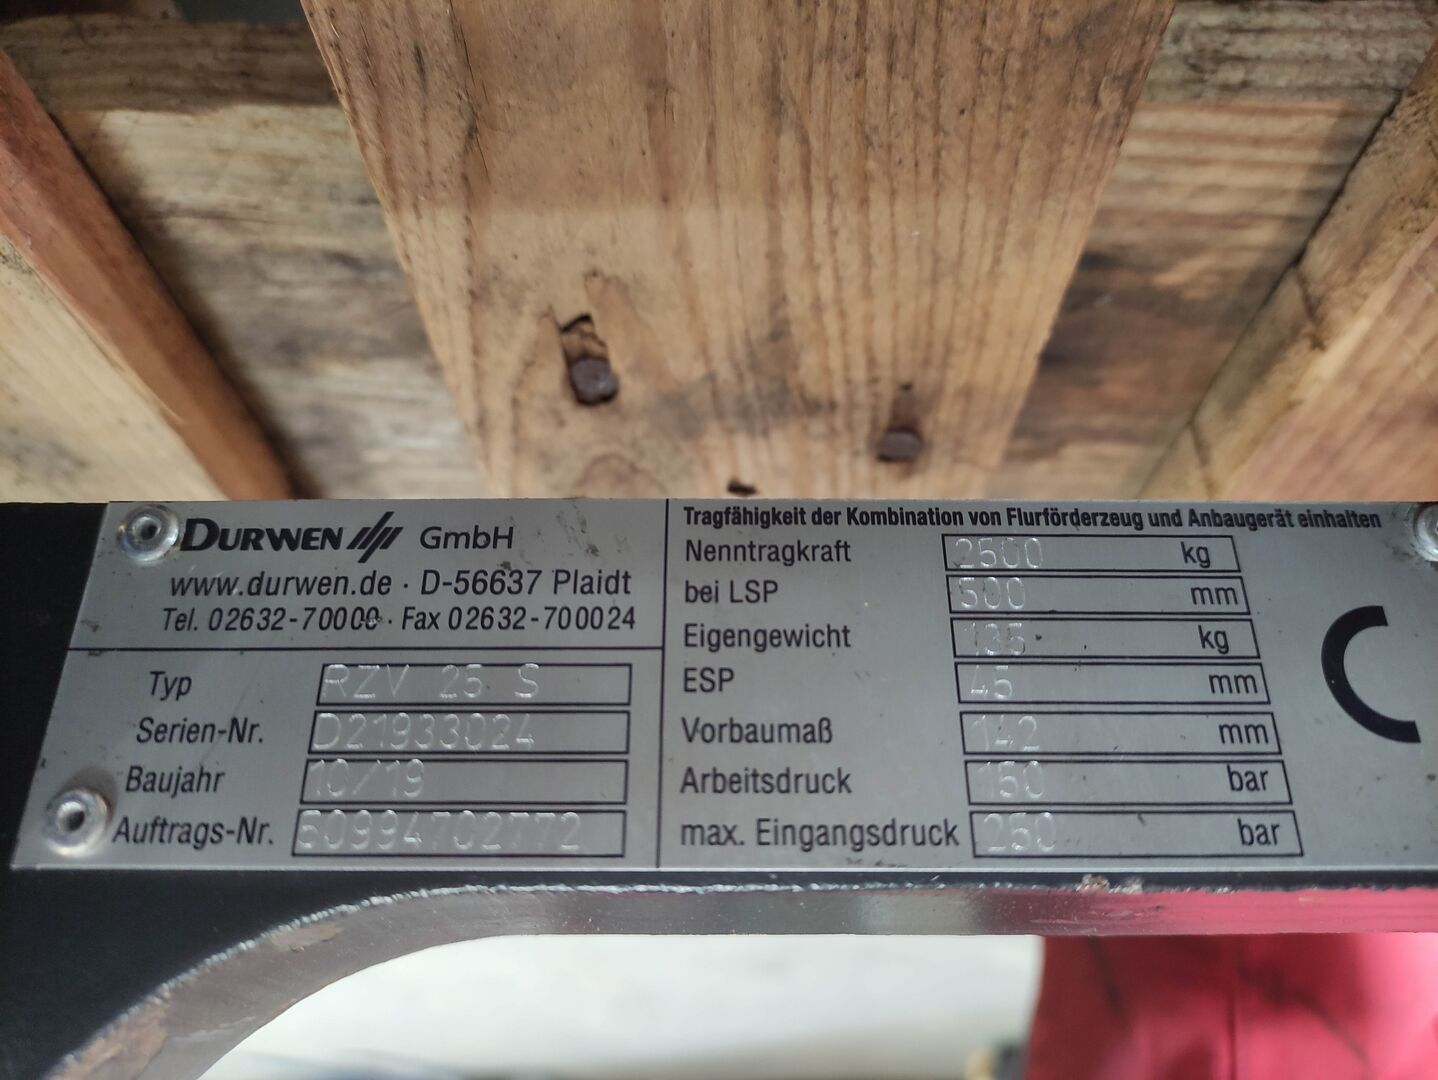 DURWEN GmbH
www.durwen.de · D-56637 Plaidt
Tel. 02632-70000 · Fax 02632-700024
Typ RZV 25 S
Serien-Nr. D21933024
Baujahr 10/19
Auftrags-Nr. 50994702772
Tragfähigkeit der Kombination von Flurförderzeug und Anbaugerät einhalten
Nenntragkraft 2500 kg
bei LSP 500 mm
Eigengewicht 135 kg
ESP 45 mm
Vorbaumaß 142 mm
Arbeitsdruck 150 bar
max. Eingangsdruck 250 bar